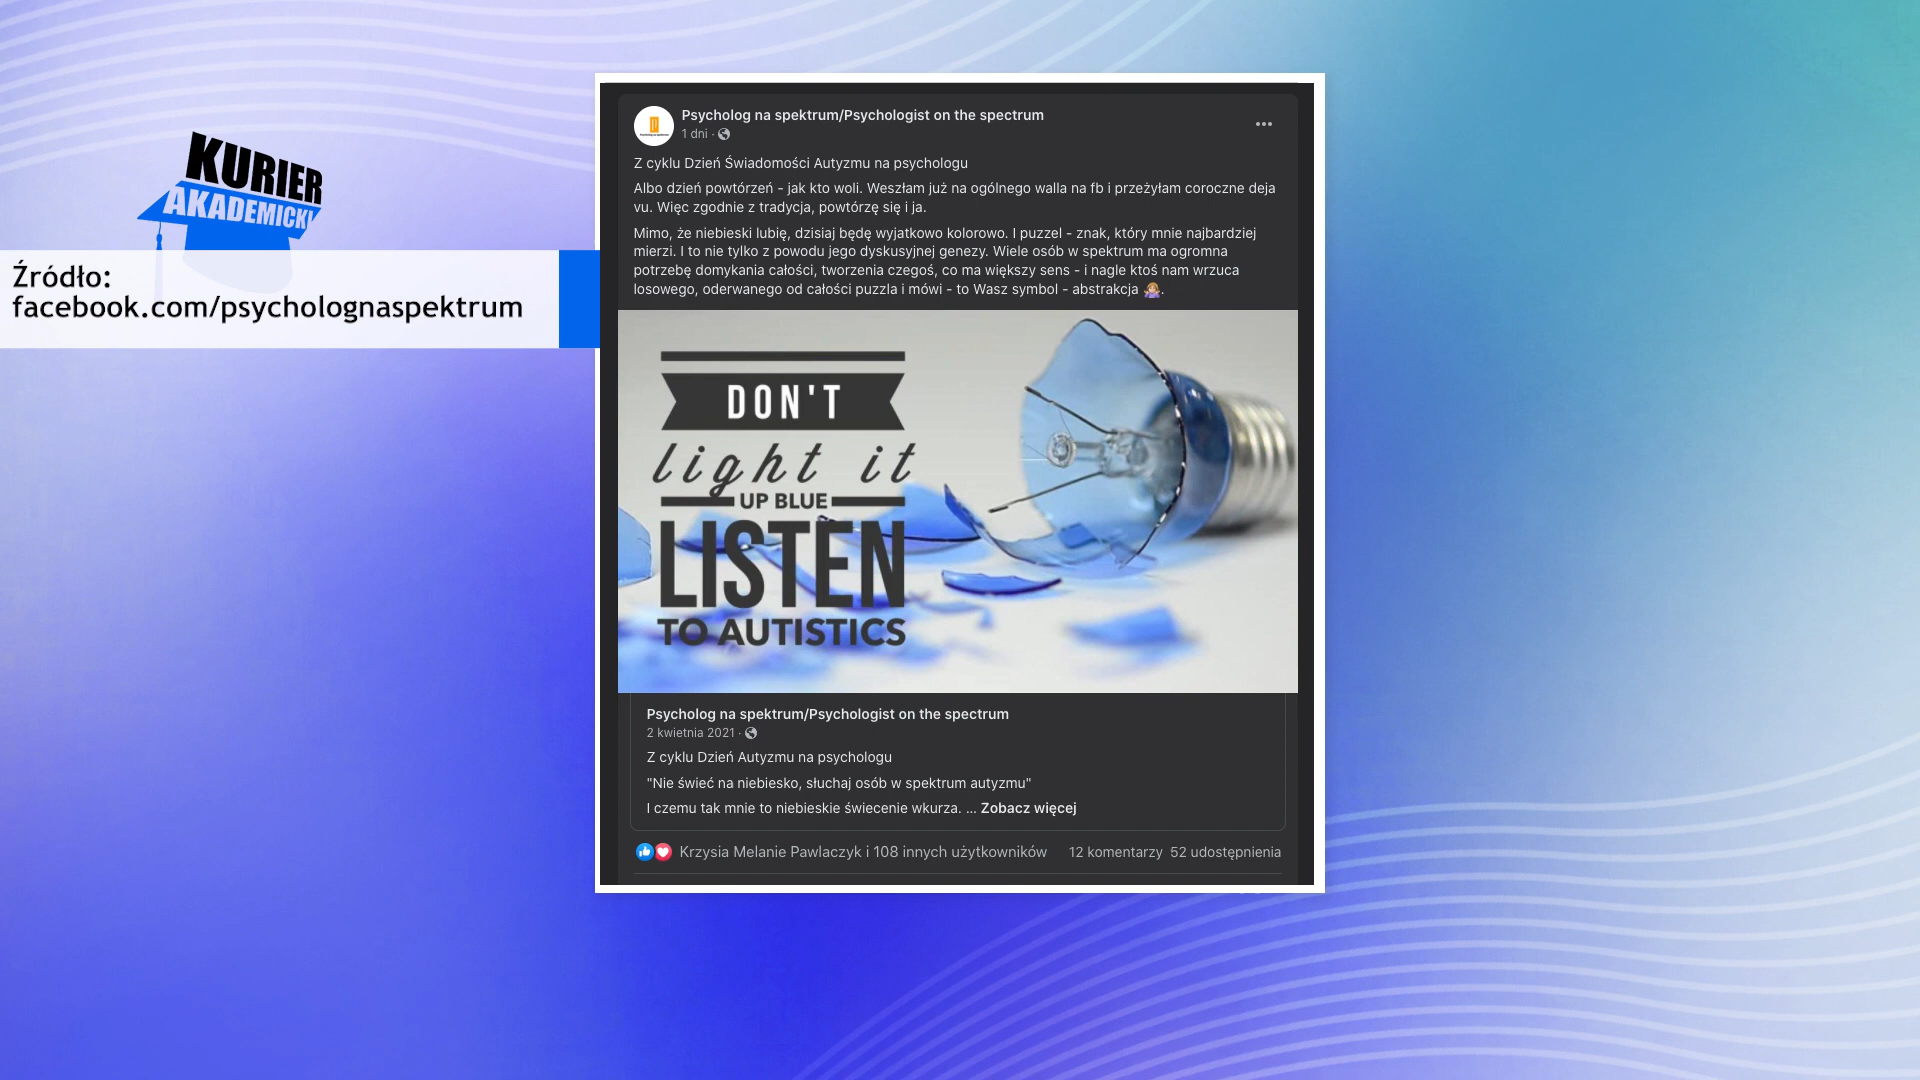 KURIER
AKADEMICKI
Źródło:
facebook.com/psycholognaspektrum
Psycholog na spektrum/Psychologist on the spectrum
1 dni ·
Z cyklu Dzień Świadomości Autyzmu na psychologu
Albo dzień powtórzeń - jak kto woli. Weszłam już na ogólnego walla na fb i przeżyłam coroczne deja
vu. Więc zgodnie z tradycja, powtórzę się i ja.
Mimo, że niebieski lubię, dzisiaj będę wyjatkowo kolorowo. I puzzel - znak, który mnie najbardziej
mierzi. I to nie tylko z powodu jego dyskusyjnej genezy. Wiele osób w spektrum ma ogromna
potrzebę domykania całości, tworzenia czegoś, co ma większy sens - i nagle ktoś nam wrzuca
losowego, oderwanego od całości puzzla i mówi - to Wasz symbol - abstrakcja 🤷🏼‍♀️.
DON'T
light it
UP BLUE
LISTEN
TO AUTISTICS
Psycholog na spektrum/Psychologist on the spectrum
2 kwietnia 2021 ·
Z cyklu Dzień Autyzmu na psychologu
"Nie świeć na niebiesko, słuchaj osób w spektrum autyzmu"
I czemu tak mnie to niebieskie świecenie wkurza. ... Zobacz więcej
Krzysia Melanie Pawlaczyk i 108 innych użytkowników 12 komentarzy 52 udostępnienia